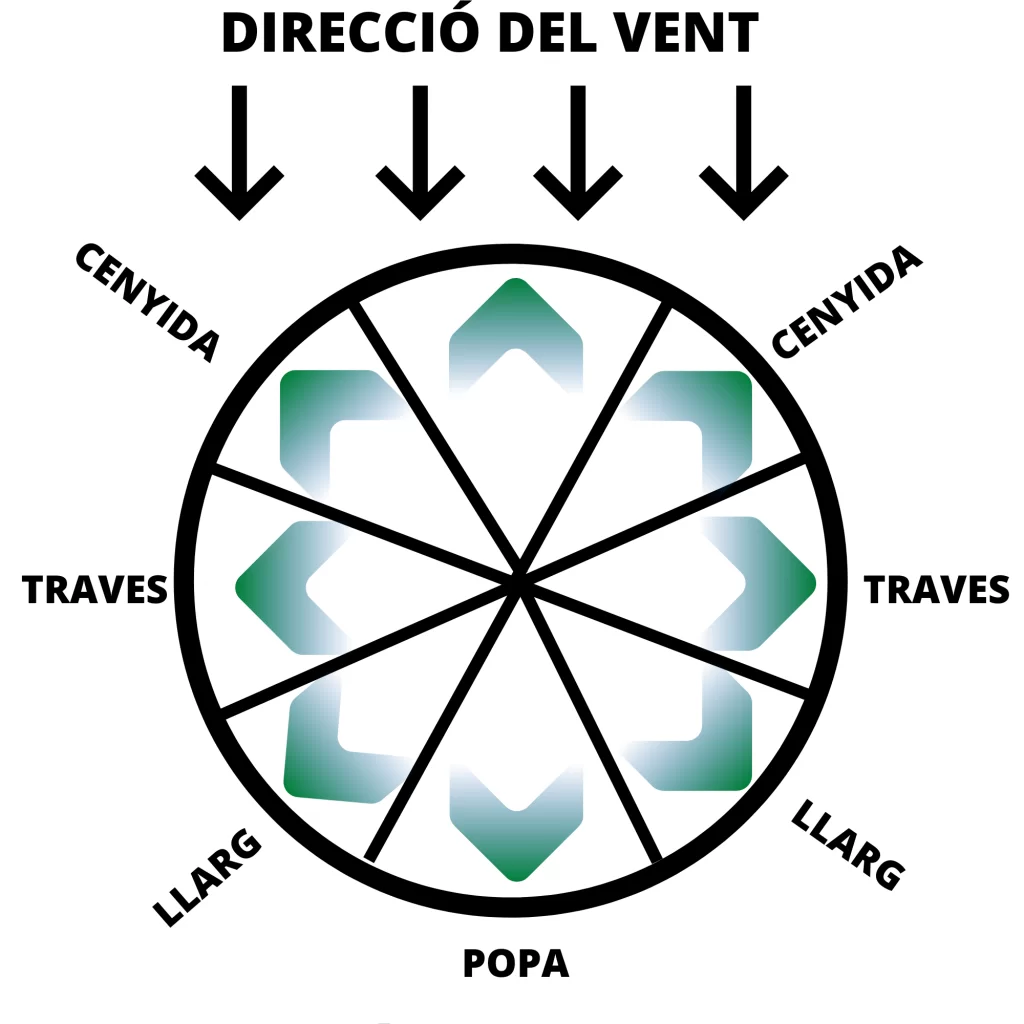 DIRECCIÓ DEL VENT
CENYIDA
CENYIDA
TRAVES
TRAVES
LLARG
LLARG
POPA